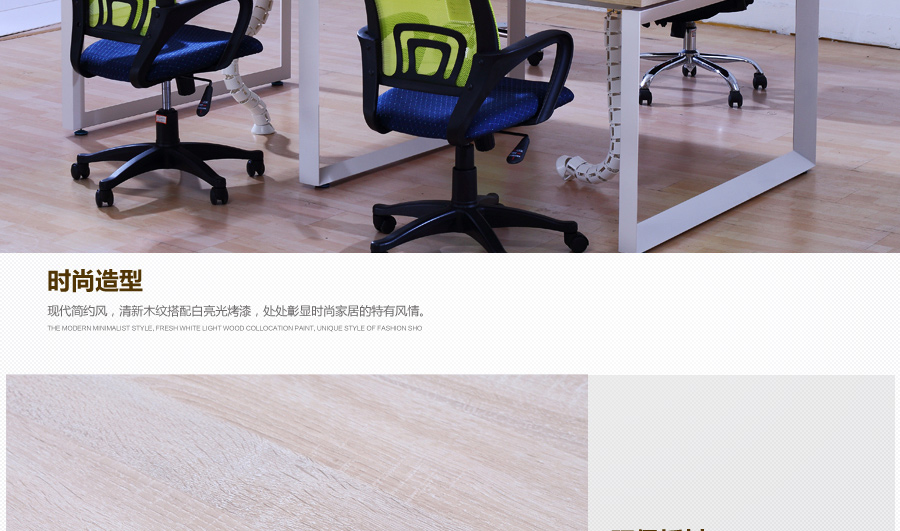 时尚造型
现代简约风，清新木纹搭配白亮光烤漆，处处彰显时尚家居的特有风情。
THE MODERN MINIMALIST STYLE, FRESH WHITE LIGHT WOOD COLLOCATION PAINT, UNIQUE STYLE OF FASHION SHO